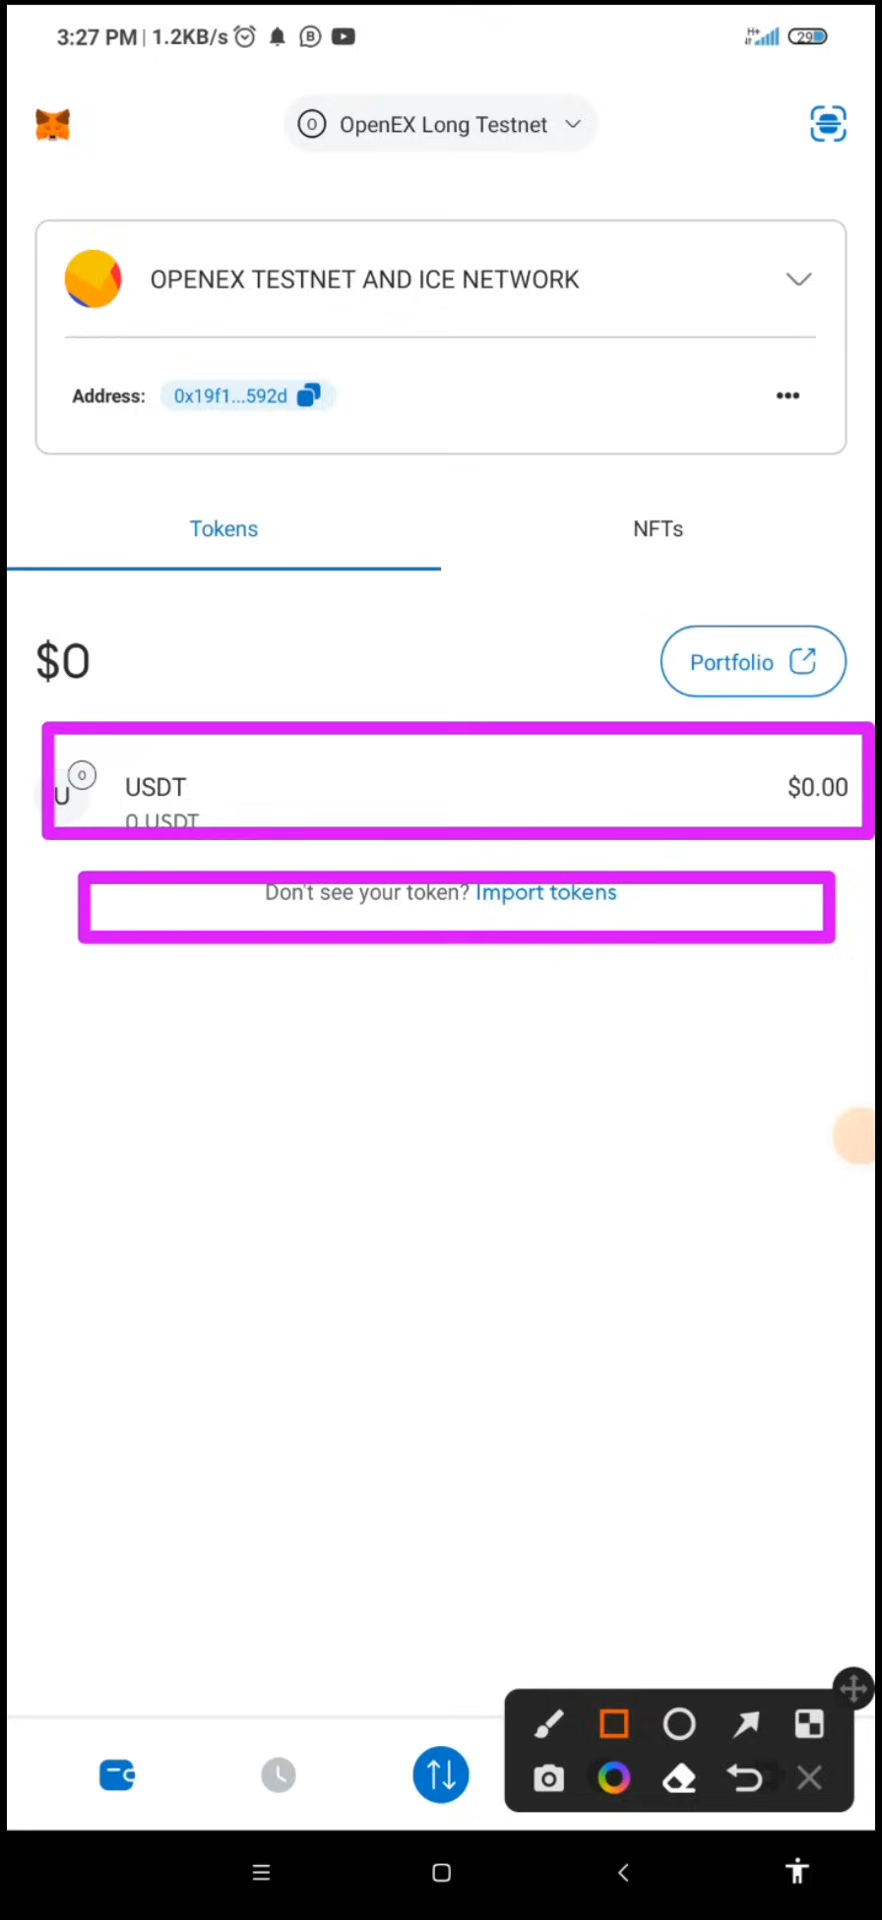 3:27 PM | 1.2KB/s
H+
29
OpenEX Long Testnet
OPENEX TESTNET AND ICE NETWORK
Address: 0x19f1...592d
Tokens
NFTs
$0
Portfolio
O
U
USDT
$0.00
0 USDT
Don't see your token? Import tokens